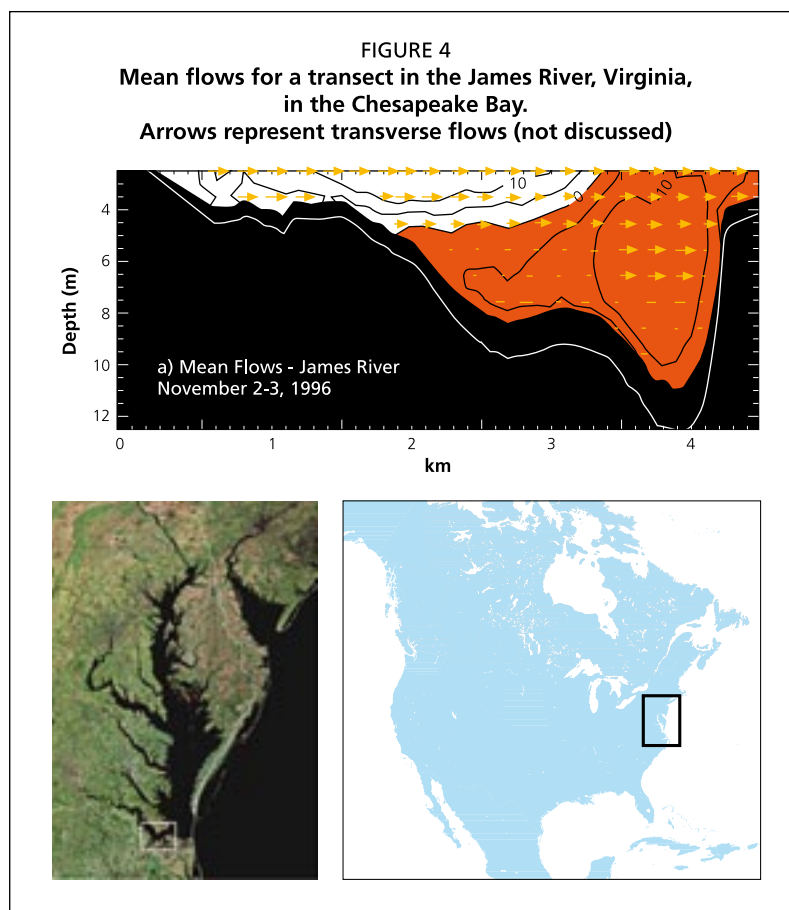 FIGURE 4
Mean flows for a transect in the James River, Virginia,
in the Chesapeake Bay.
Arrows represent transverse flows (not discussed)
10
0
10
4
6
8
10
12
Depth (m)
a) Mean Flows - James River
November 2-3, 1996
0 1 2 3 4
km